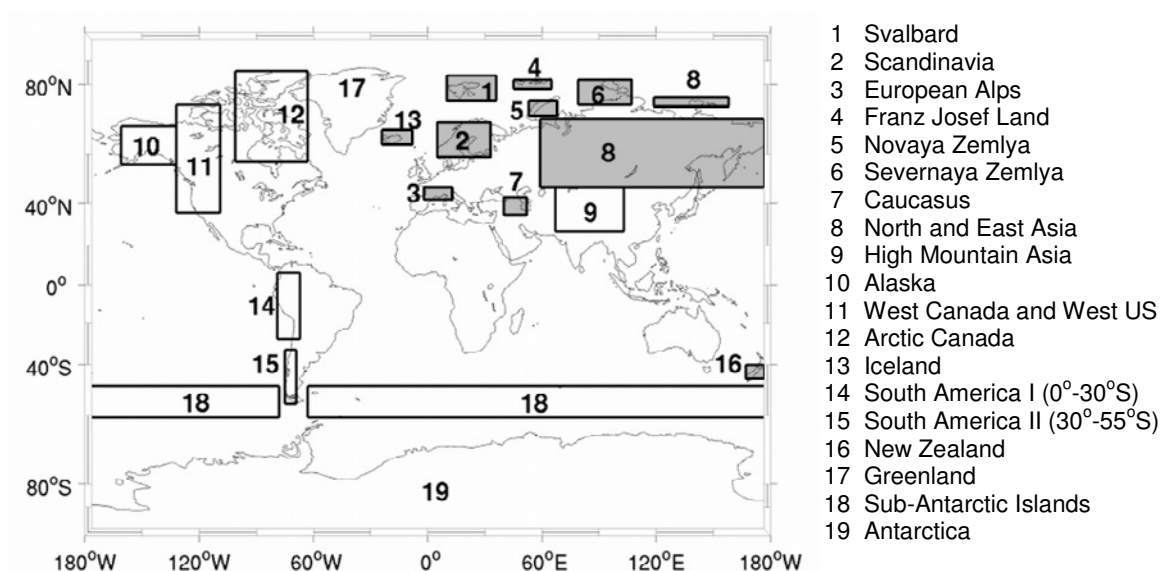 80°N
40°N
0°
40°S
80°S
180°W
120°W
60°W
0°
60°E
120°E
180°W
1
2
3
4
5
6
7
8
8
9
10
11
12
13
14
15
16
17
18
18
19
1 Svalbard
2 Scandinavia
3 European Alps
4 Franz Josef Land
5 Novaya Zemlya
6 Severnaya Zemlya
7 Caucasus
8 North and East Asia
9 High Mountain Asia
10 Alaska
11 West Canada and West US
12 Arctic Canada
13 Iceland
14 South America I (0°-30°S)
15 South America II (30°-55°S)
16 New Zealand
17 Greenland
18 Sub-Antarctic Islands
19 Antarctica